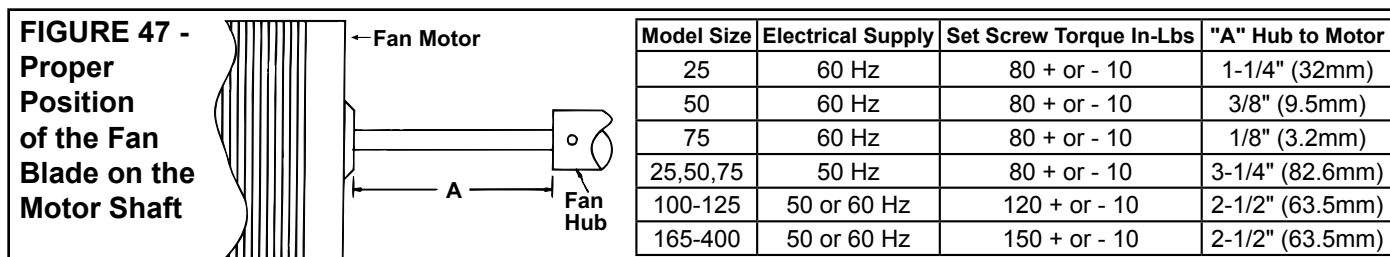 FIGURE 47 -
Proper
Position
of the Fan
Blade on the
Motor Shaft
Fan Motor
A
Fan
Hub
Model Size Electrical Supply Set Screw Torque In-Lbs "A" Hub to Motor
25 60 Hz 80 + or - 10 1-1/4" (32mm)
50 60 Hz 80 + or - 10 3/8" (9.5mm)
75 60 Hz 80 + or - 10 1/8" (3.2mm)
25,50,75 50 Hz 80 + or - 10 3-1/4" (82.6mm)
100-125 50 or 60 Hz 120 + or - 10 2-1/2" (63.5mm)
165-400 50 or 60 Hz 150 + or - 10 2-1/2" (63.5mm)